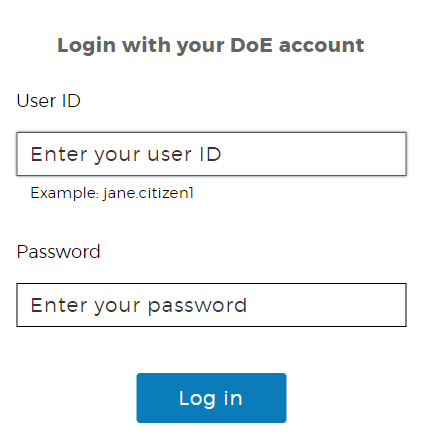 Login with your DoE account
User ID
Enter your user ID
Example: jane.citizen1
Password
Enter your password
Log in